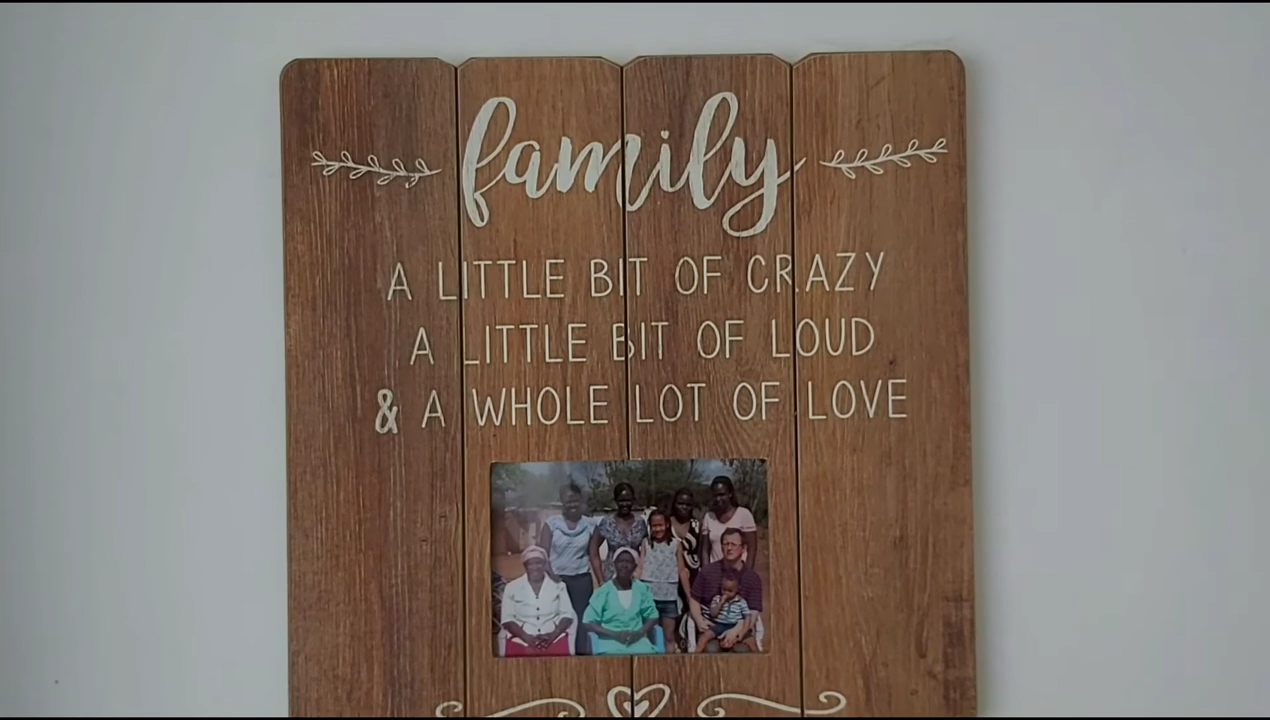 family
A LITTLE BIT OF CRAZY
A LITTLE BIT OF LOUD
& A WHOLE LOT OF LOVE